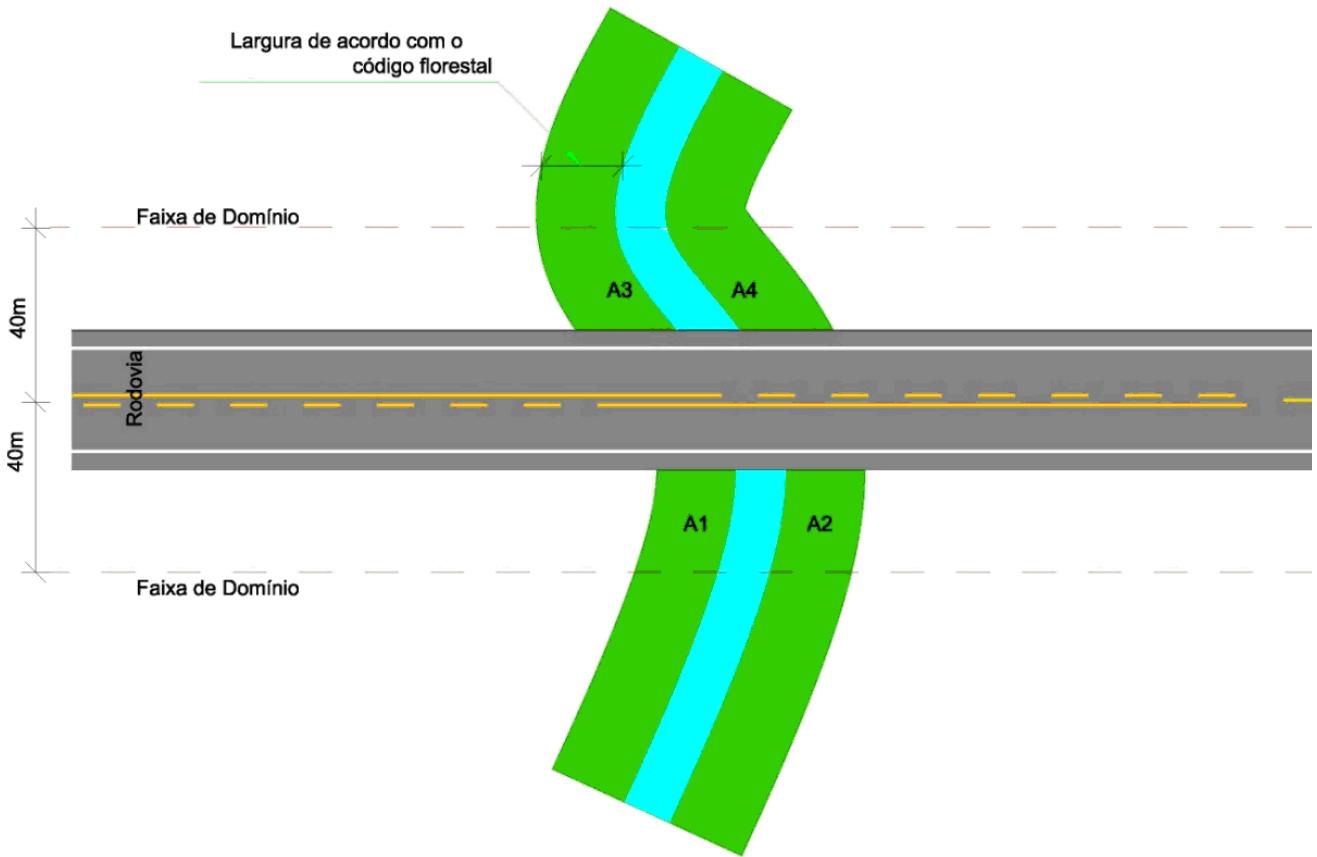 Largura de acordo com o
código florestal
Faixa de Domínio
40m
A3
A4
Rodovia
40m
A1
A2
Faixa de Domínio